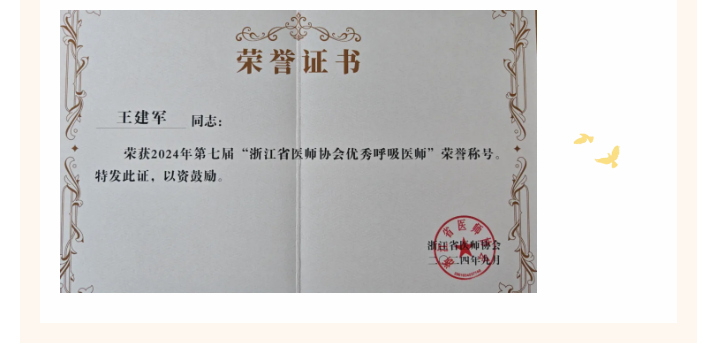 荣誉证书
王建军 同志：
荣获2024年第七届“浙江省医师协会优秀呼吸医师”荣誉称号。
特发此证，以资鼓励。
浙江省医师协会
二〇二四年九月